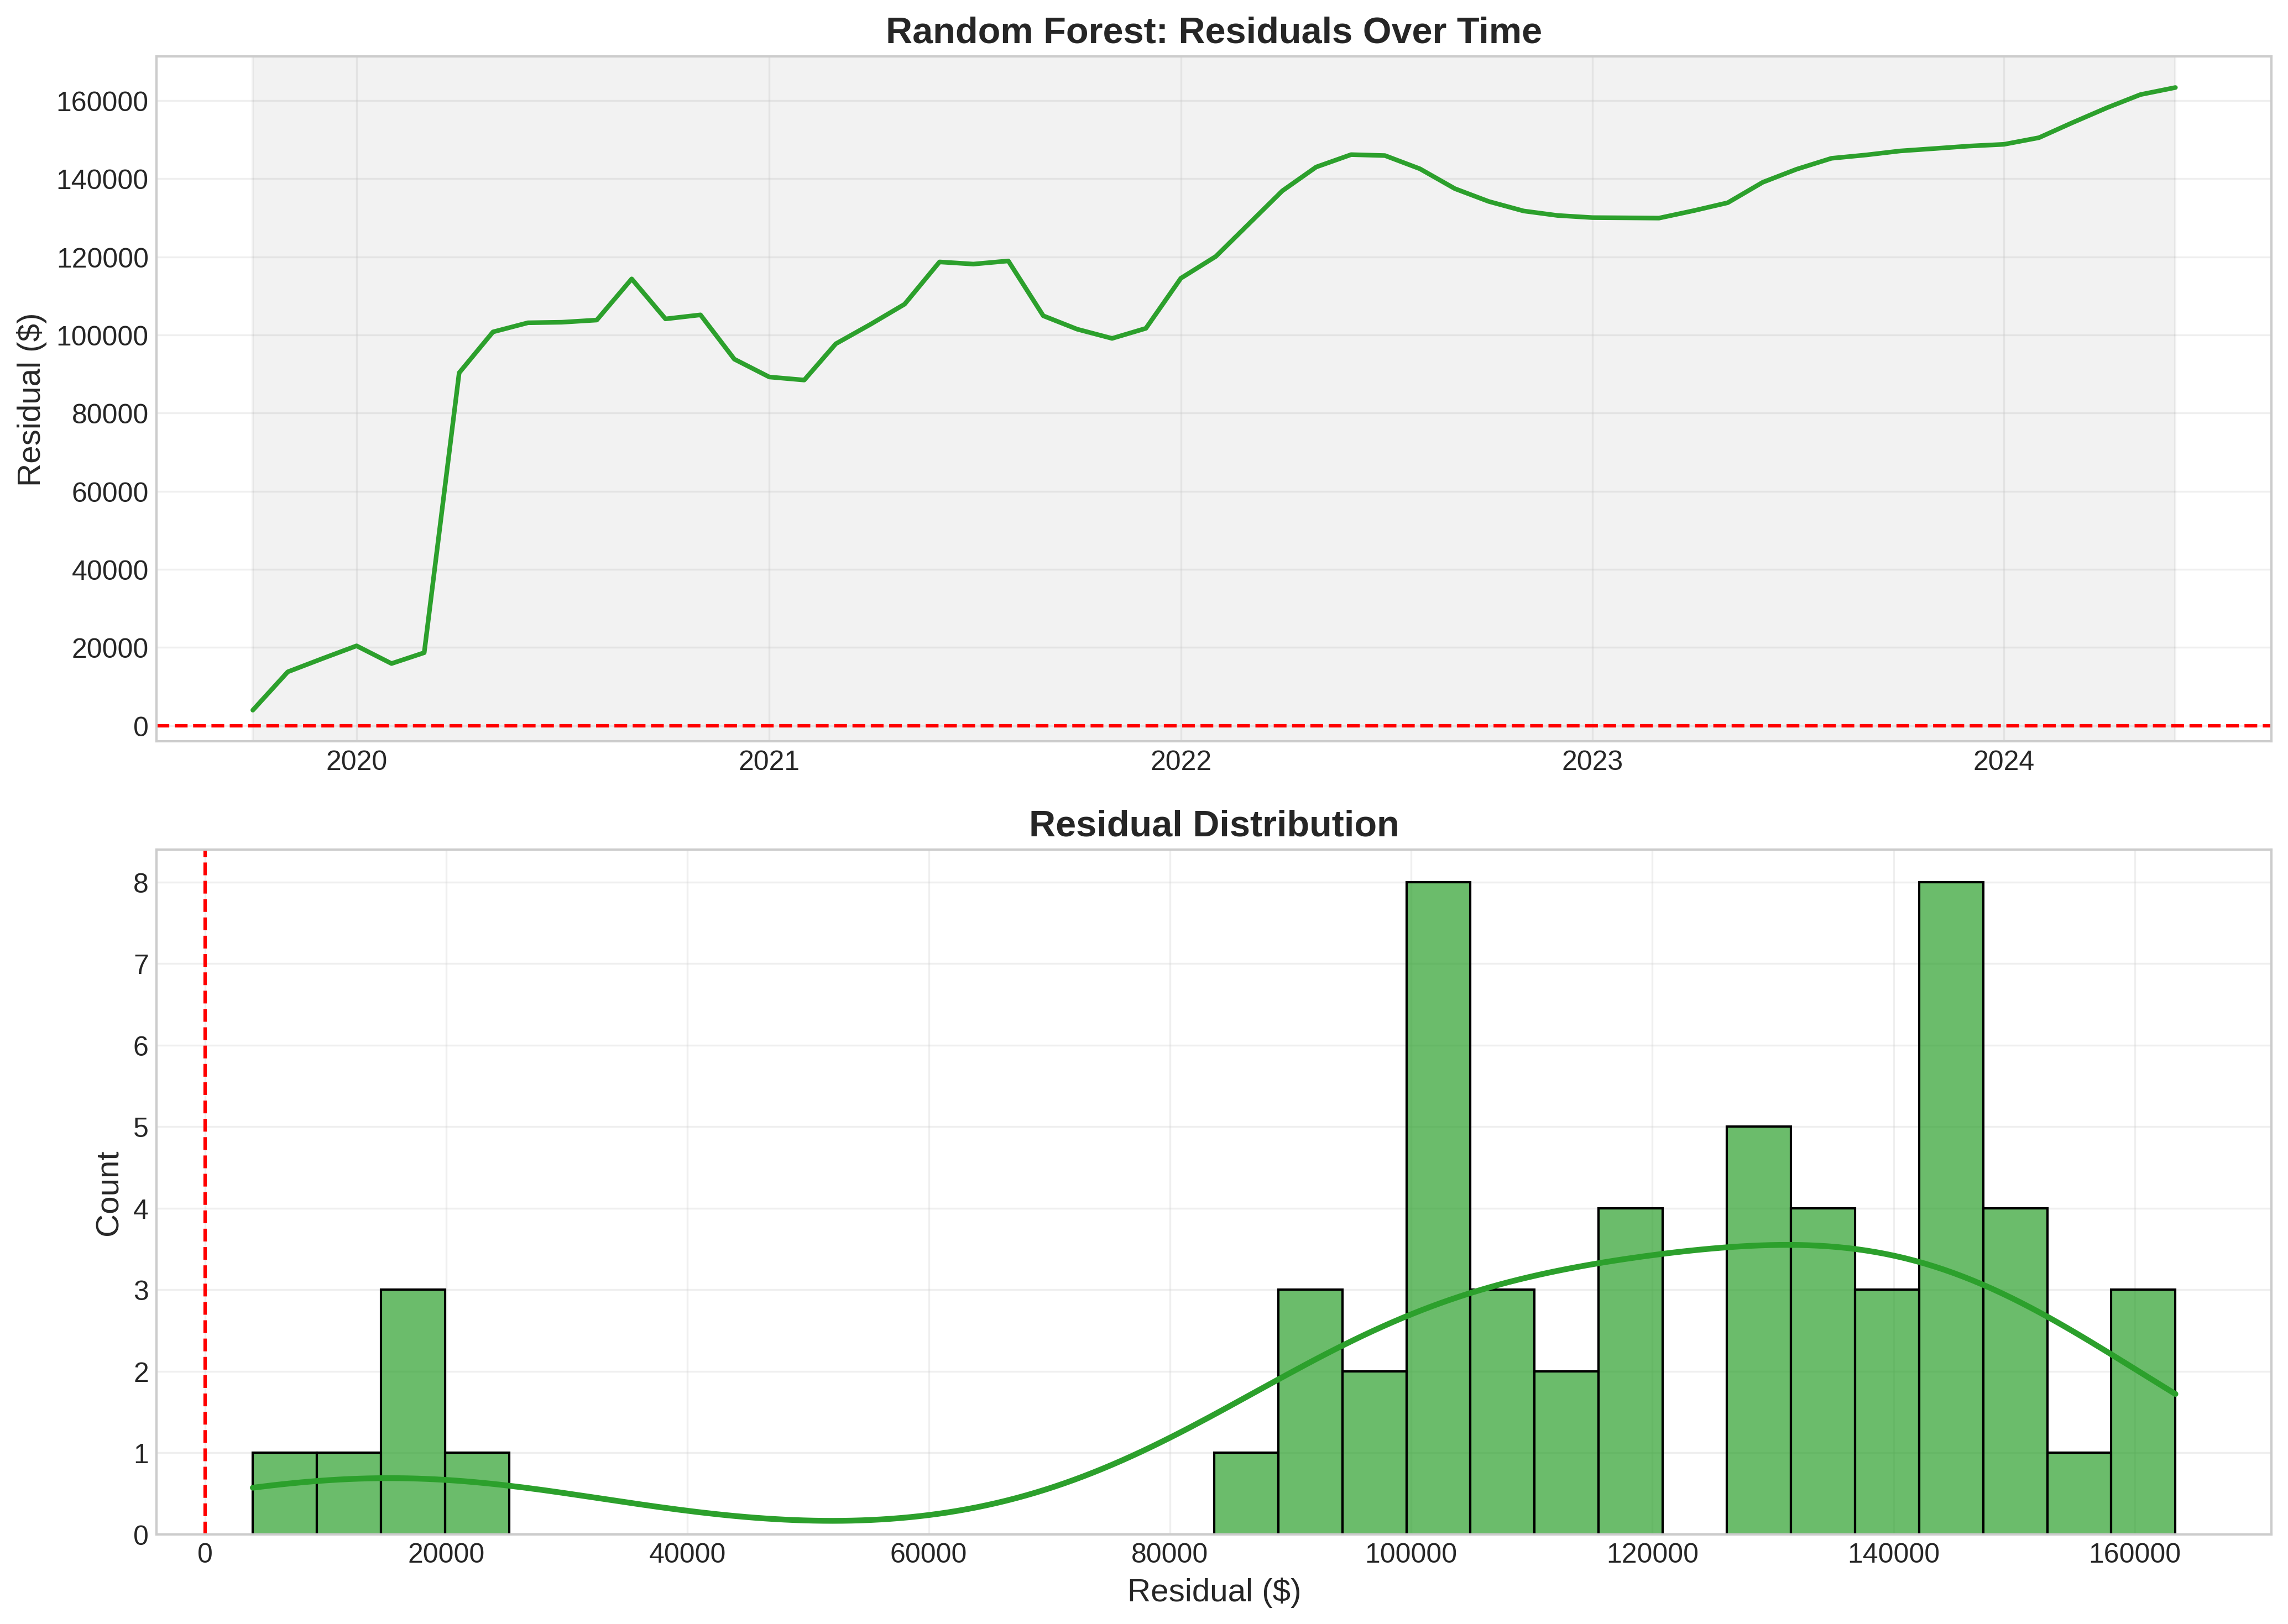 Random Forest: Residuals Over Time
Residual ($)
160000
140000
120000
100000
80000
60000
40000
20000
0
2020 2021 2022 2023 2024
Residual Distribution
Count
8
7
6
5
4
3
2
1
0
0 20000 40000 60000 80000 100000 120000 140000 160000
Residual ($)